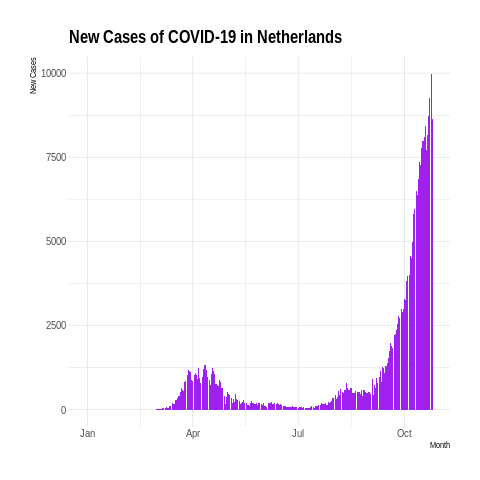 New Cases of COVID-19 in Netherlands
New Cases
10000
7500
5000
2500
0
Jan Apr Jul Oct
Month